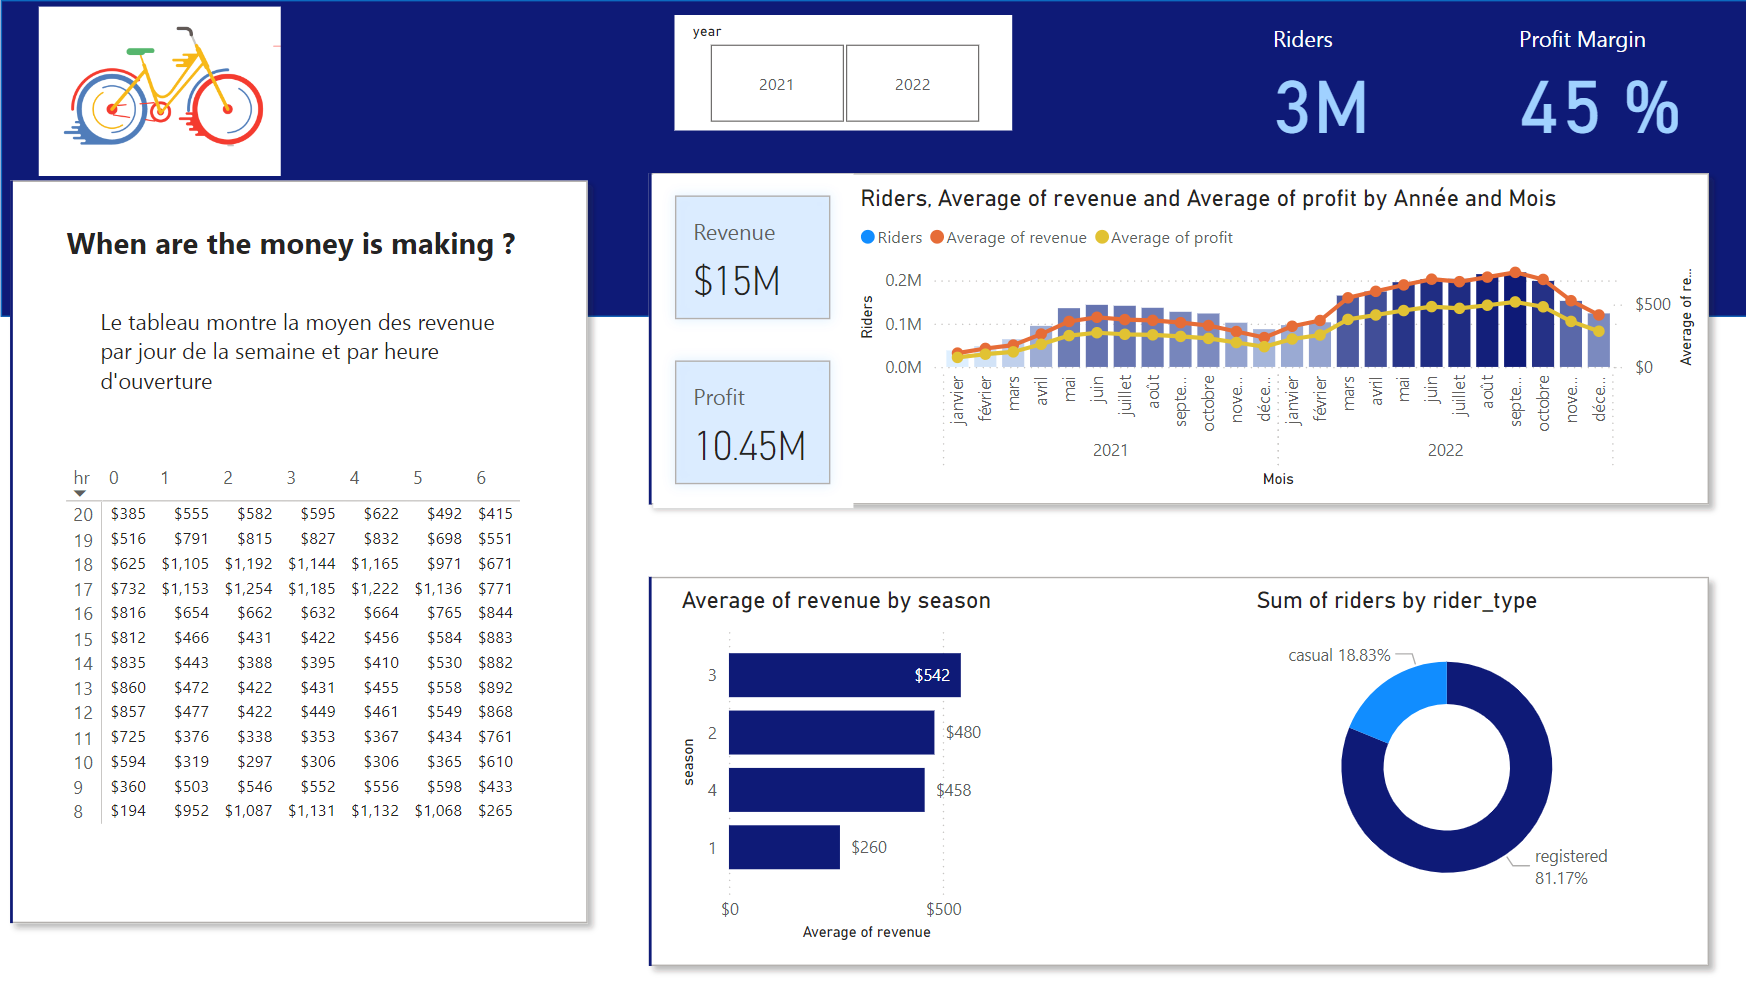 year
2021 2022
Riders
3M
Profit Margin
45 %
When are the money is making ?
Le tableau montre la moyen des revenue
par jour de la semaine et par heure
d'ouverture
hr 0 1 2 3 4 5 6
20 $385 $555 $582 $595 $622 $492 $415
19 $516 $791 $815 $827 $832 $698 $551
18 $625 $1,105 $1,192 $1,144 $1,165 $971 $671
17 $732 $1,153 $1,254 $1,185 $1,222 $1,136 $771
16 $816 $654 $662 $632 $664 $765 $844
15 $812 $466 $431 $422 $456 $584 $883
14 $835 $443 $388 $395 $410 $530 $882
13 $860 $472 $422 $431 $455 $558 $892
12 $857 $477 $422 $449 $461 $549 $868
11 $725 $376 $338 $353 $367 $434 $761
10 $594 $319 $297 $306 $306 $365 $610
9 $360 $503 $546 $552 $556 $598 $433
8 $194 $952 $1,087 $1,131 $1,132 $1,068 $265
Revenue
$15M
Profit
10.45M
Riders, Average of revenue and Average of profit by Année and Mois
Riders Average of revenue Average of profit
Riders
0.2M
0.1M
0.0M
$500
$0
Average of re...
janvier février mars avril mai juin juillet août septe... octobre nove... déce... janvier février mars avril mai juin juillet août septe... octobre nove... déce...
2021 2022
Mois
Average of revenue by season
season
3 $542
2 $480
4 $458
1 $260
$0 $500
Average of revenue
Sum of riders by rider_type
casual 18.83%
registered
81.17%